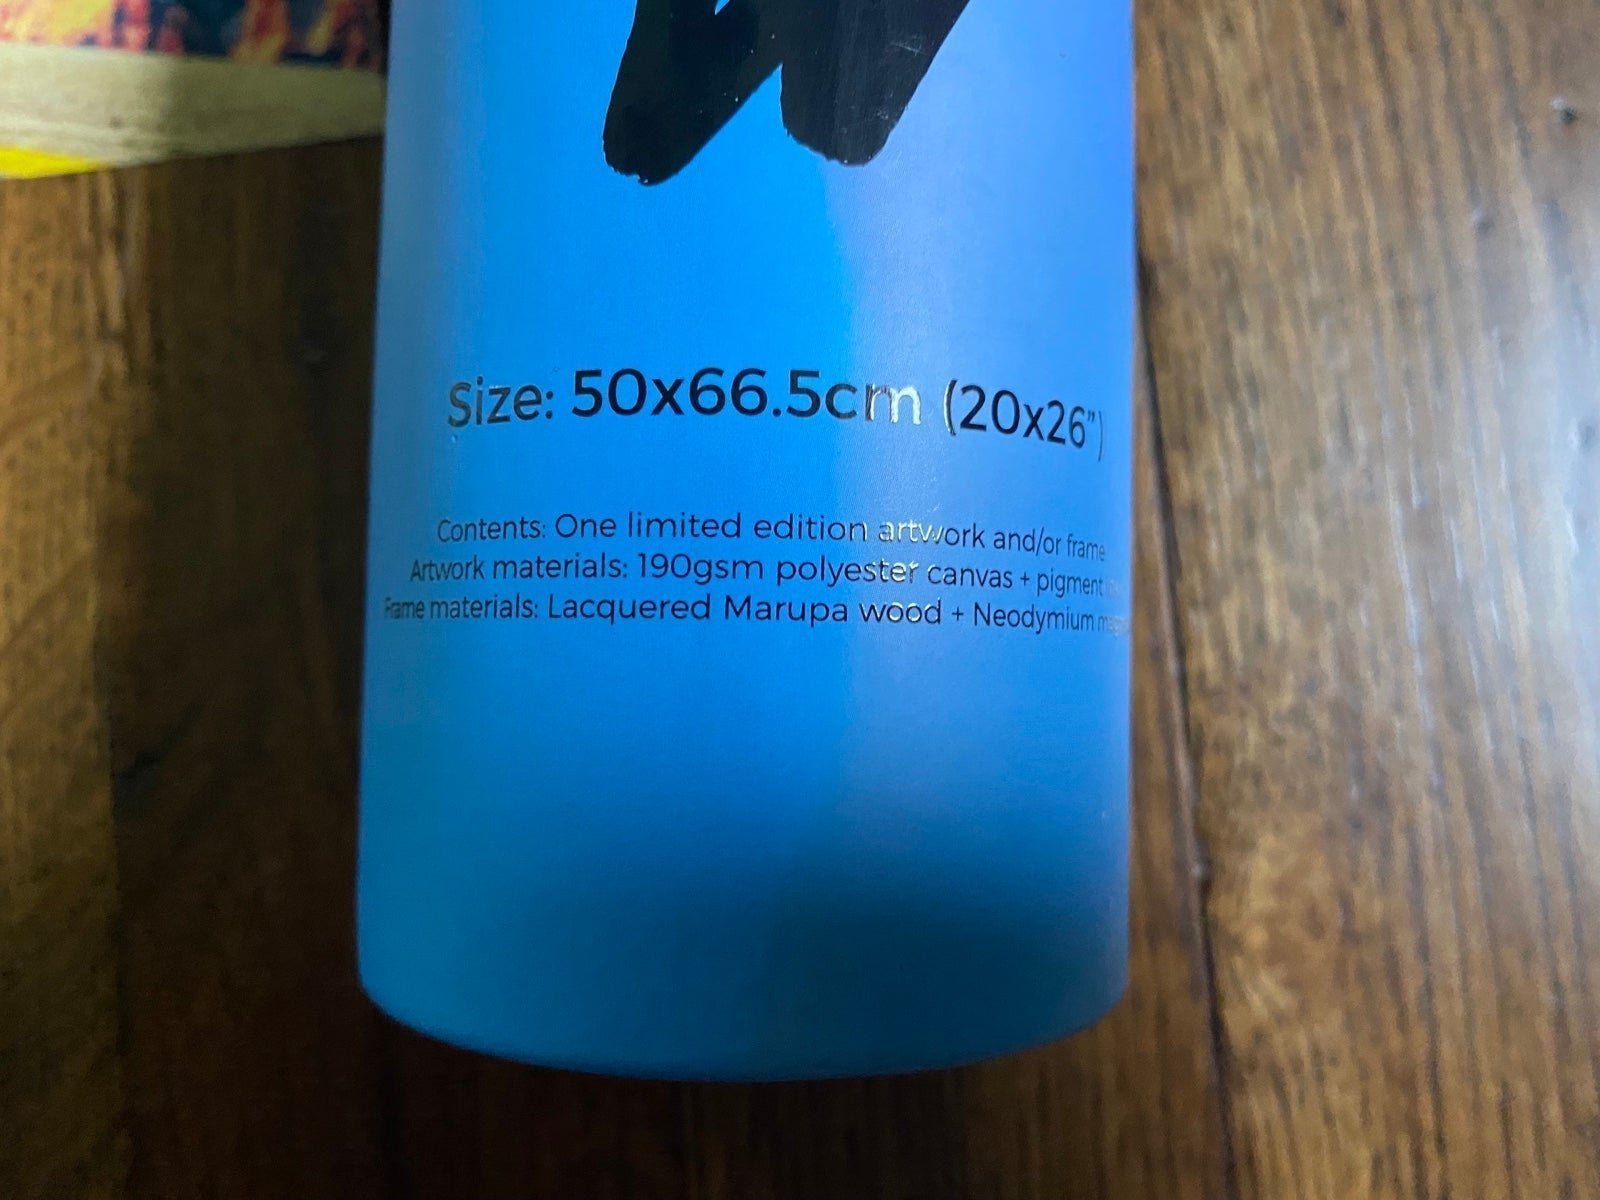 Size: 50x66.5cm (20x26")
Contents: One limited edition artwork and/or frame
Artwork materials: 190gsm polyester canvas + pigment
Frame materials: Lacquered Marupa wood + Neodymium